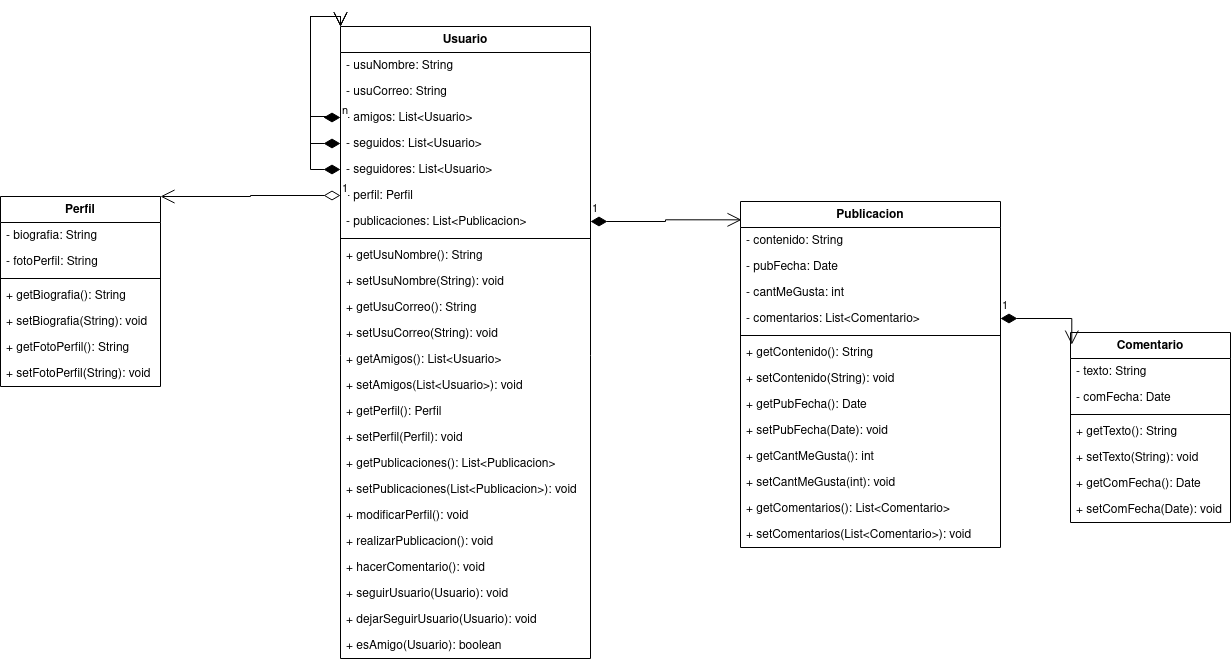 Usuario
- usuNombre: String
- usuCorreo: String
n
- amigos: List<Usuario>
- seguidos: List<Usuario>
- seguidores: List<Usuario>
1
- perfil: Perfil
- publicaciones: List<Publicacion>
+ getUsuNombre(): String
+ setUsuNombre(String): void
+ getUsuCorreo(): String
+ setUsuCorreo(String): void
+ getAmigos(): List<Usuario>
+ setAmigos(List<Usuario>): void
+ getPerfil(): Perfil
+ setPerfil(Perfil): void
+ getPublicaciones(): List<Publicacion>
+ setPublicaciones(List<Publicacion>): void
+ modificarPerfil(): void
+ realizarPublicacion(): void
+ hacerComentario(): void
+ seguirUsuario(Usuario): void
+ dejarSeguirUsuario(Usuario): void
+ esAmigo(Usuario): boolean
Perfil
- biografia: String
- fotoPerfil: String
+ getBiografia(): String
+ setBiografia(String): void
+ getFotoPerfil(): String
+ setFotoPerfil(String): void
1
Publicacion
- contenido: String
- pubFecha: Date
- cantMeGusta: int
- comentarios: List<Comentario>
+ getContenido(): String
+ setContenido(String): void
+ getPubFecha(): Date
+ setPubFecha(Date): void
+ getCantMeGusta(): int
+ setCantMeGusta(int): void
+ getComentarios(): List<Comentario>
+ setComentarios(List<Comentario>): void
1
Comentario
- texto: String
- comFecha: Date
+ getTexto(): String
+ setTexto(String): void
+ getComFecha(): Date
+ setComFecha(Date): void